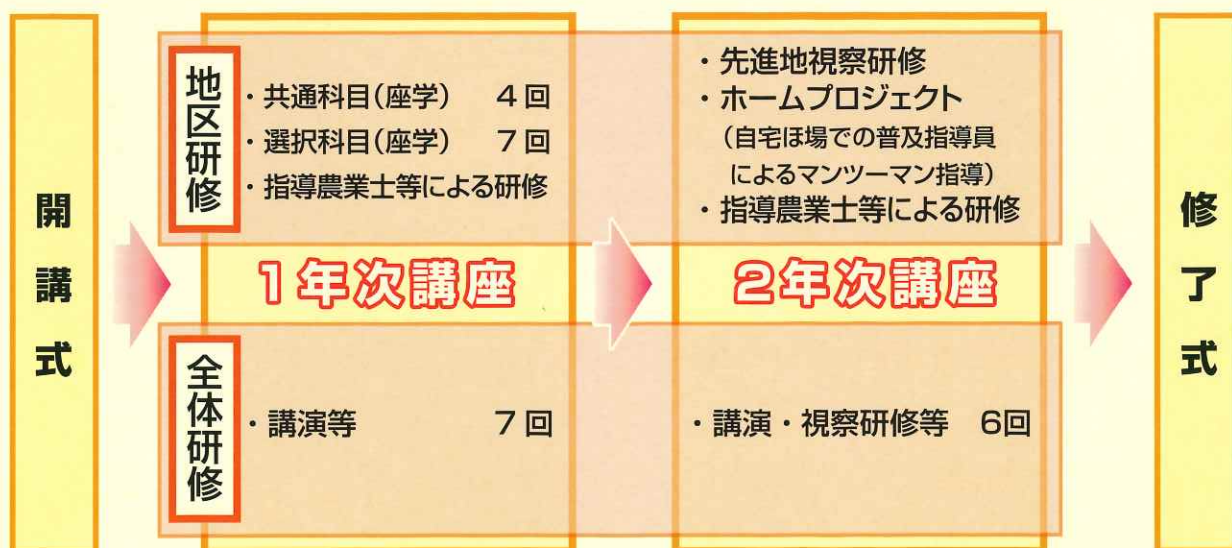 開講式
地区研修
・共通科目(座学) 4回
・選択科目(座学) 7回
・指導農業士等による研修
・先進地視察研修
・ホームプロジェクト
(自宅ほ場での普及指導員
によるマンツーマン指導)
・指導農業士等による研修
1年次講座
2年次講座
全体研修
・講演等 7回
・講演・視察研修等 6回
修了式